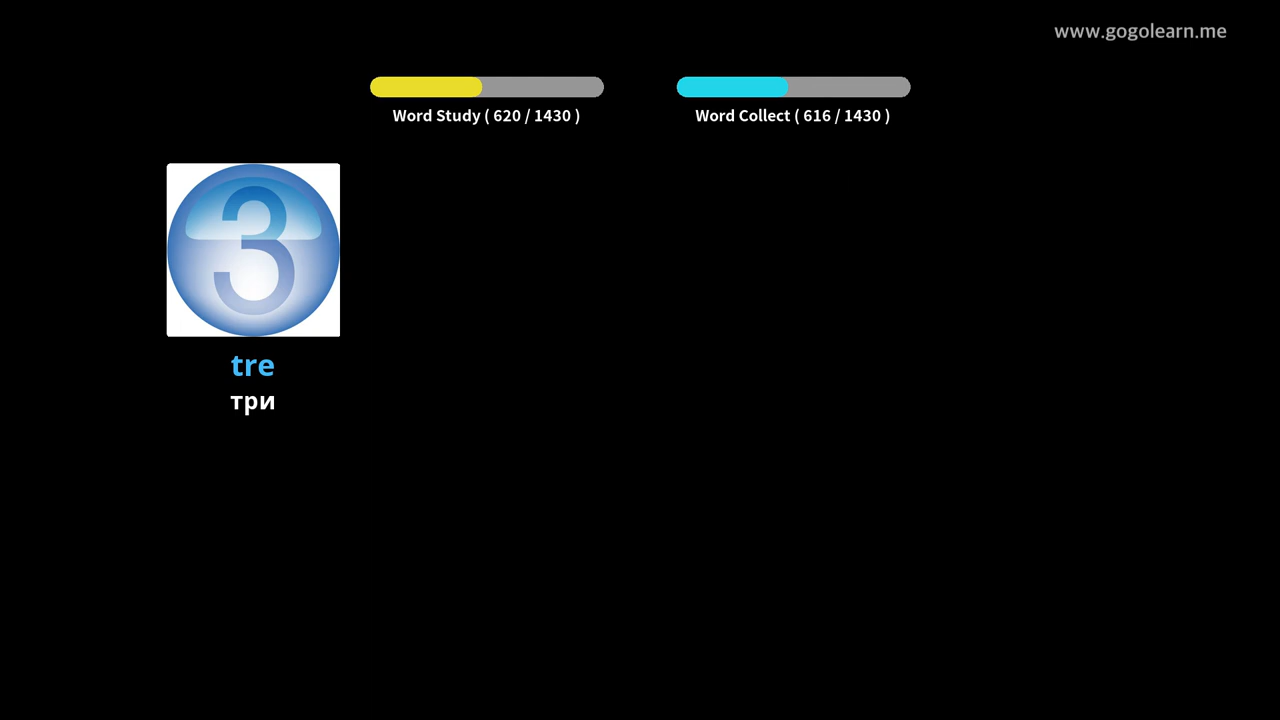 www.gogolearn.me
Word Study ( 620 / 1430 )
Word Collect ( 616 / 1430 )
3
tre
три